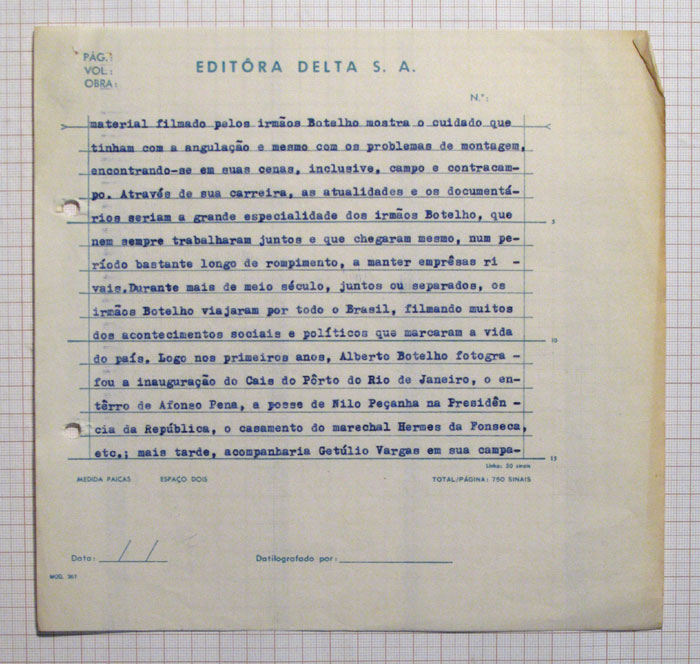 PÁG.1
VOL:
OBRA:
EDITÔRA DELTA S. A.
N.º:
material filmado pelos irmãos Botelho mostra o cuidado que
tinham com a angulação e mesmo com os problemas de montagem,
encontrando-se em suas cenas, inclusive, campo e contracam-
po. Através de sua carreira, as atualidades e os documentá-
rios seriam a grande especialidade dos irmãos Botelho, que
5
nem sempre trabalharam juntos e que chegaram mesmo, num pe-
ríodo bastante longo de rompimento, a manter emprêsas ri -
vais.Durante mais de meio século, juntos ou separados, os
irmãos Botelho viajaram por todo o Brasil, filmando muitos
dos acontecimentos sociais e políticos que marcaram a vida
10
do país. Logo nos primeiros anos, Alberto Botelho fotogra -
fou a inauguração do Cais do Pôrto do Rio de Janeiro, o en-
têrro de Afonso Pena, a posse de Nilo Peçanha na Presidên -
cia da República, o casamento do marechal Hermes da Fonseca,
etc.; mais tarde, acompanharia Getúlio Vargas em sua campa-
15
Linha: 50 sinais
MEDIDA PAICAS ESPAÇO DOIS TOTAL/PÁGINA: 750 SINAIS
Data: / / Datilografado por:
MOD. 367